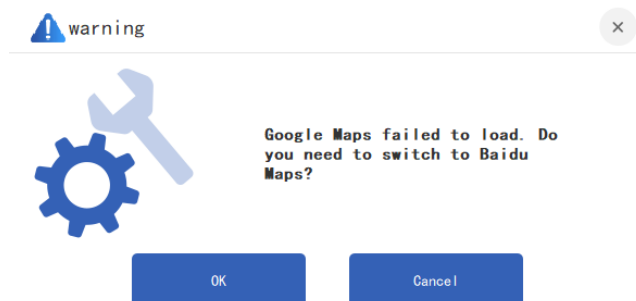 warning
Google Maps failed to load. Do
you need to switch to Baidu
Maps?
OK
Cancel